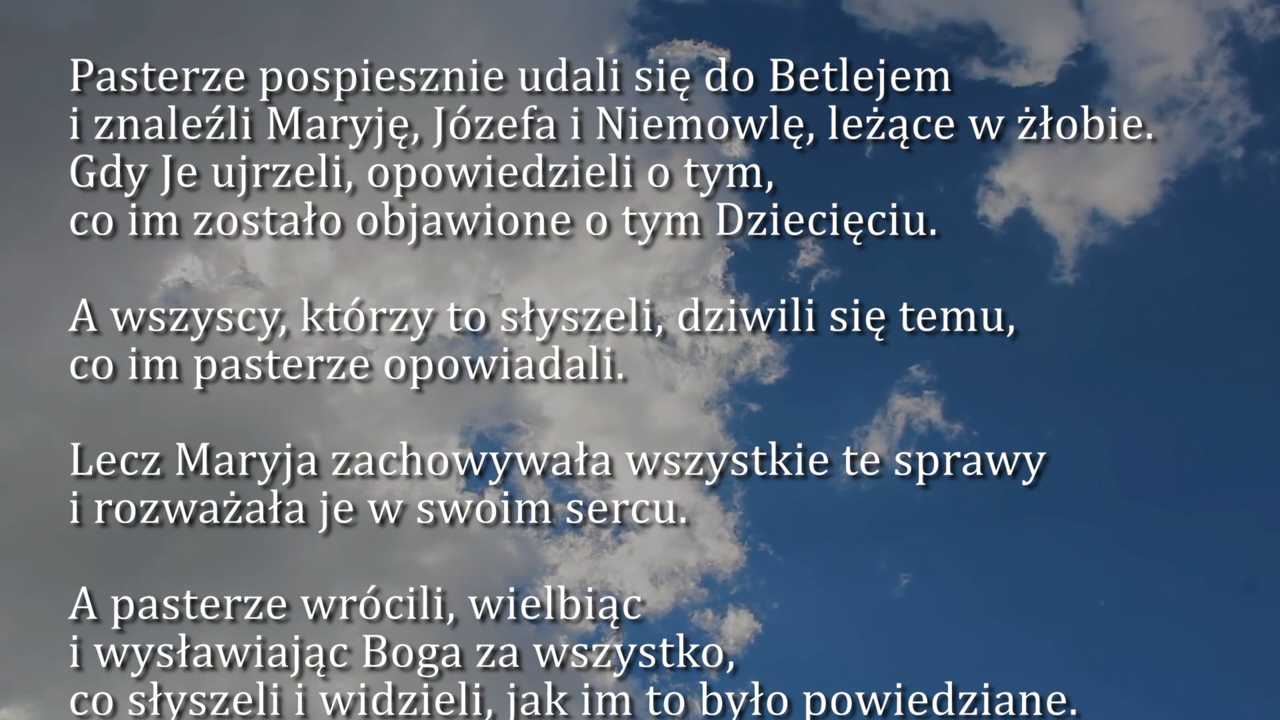 Pasterze pospiesznie udali się do Betlejem
i znaleźli Maryję, Józefa i Niemowlę, leżące w żłobie.
Gdy Je ujrzeli, opowiedzieli o tym,
co im zostało objawione o tym Dziecięciu.
A wszyscy, którzy to słyszeli, dziwili się temu,
co im pasterze opowiadali.
Lecz Maryja zachowywała wszystkie te sprawy
i rozważała je w swoim sercu.
A pasterze wrócili, wielbiąc
i wysławiając Boga za wszystko,
co słyszeli i widzieli, jak im to było powiedziane.